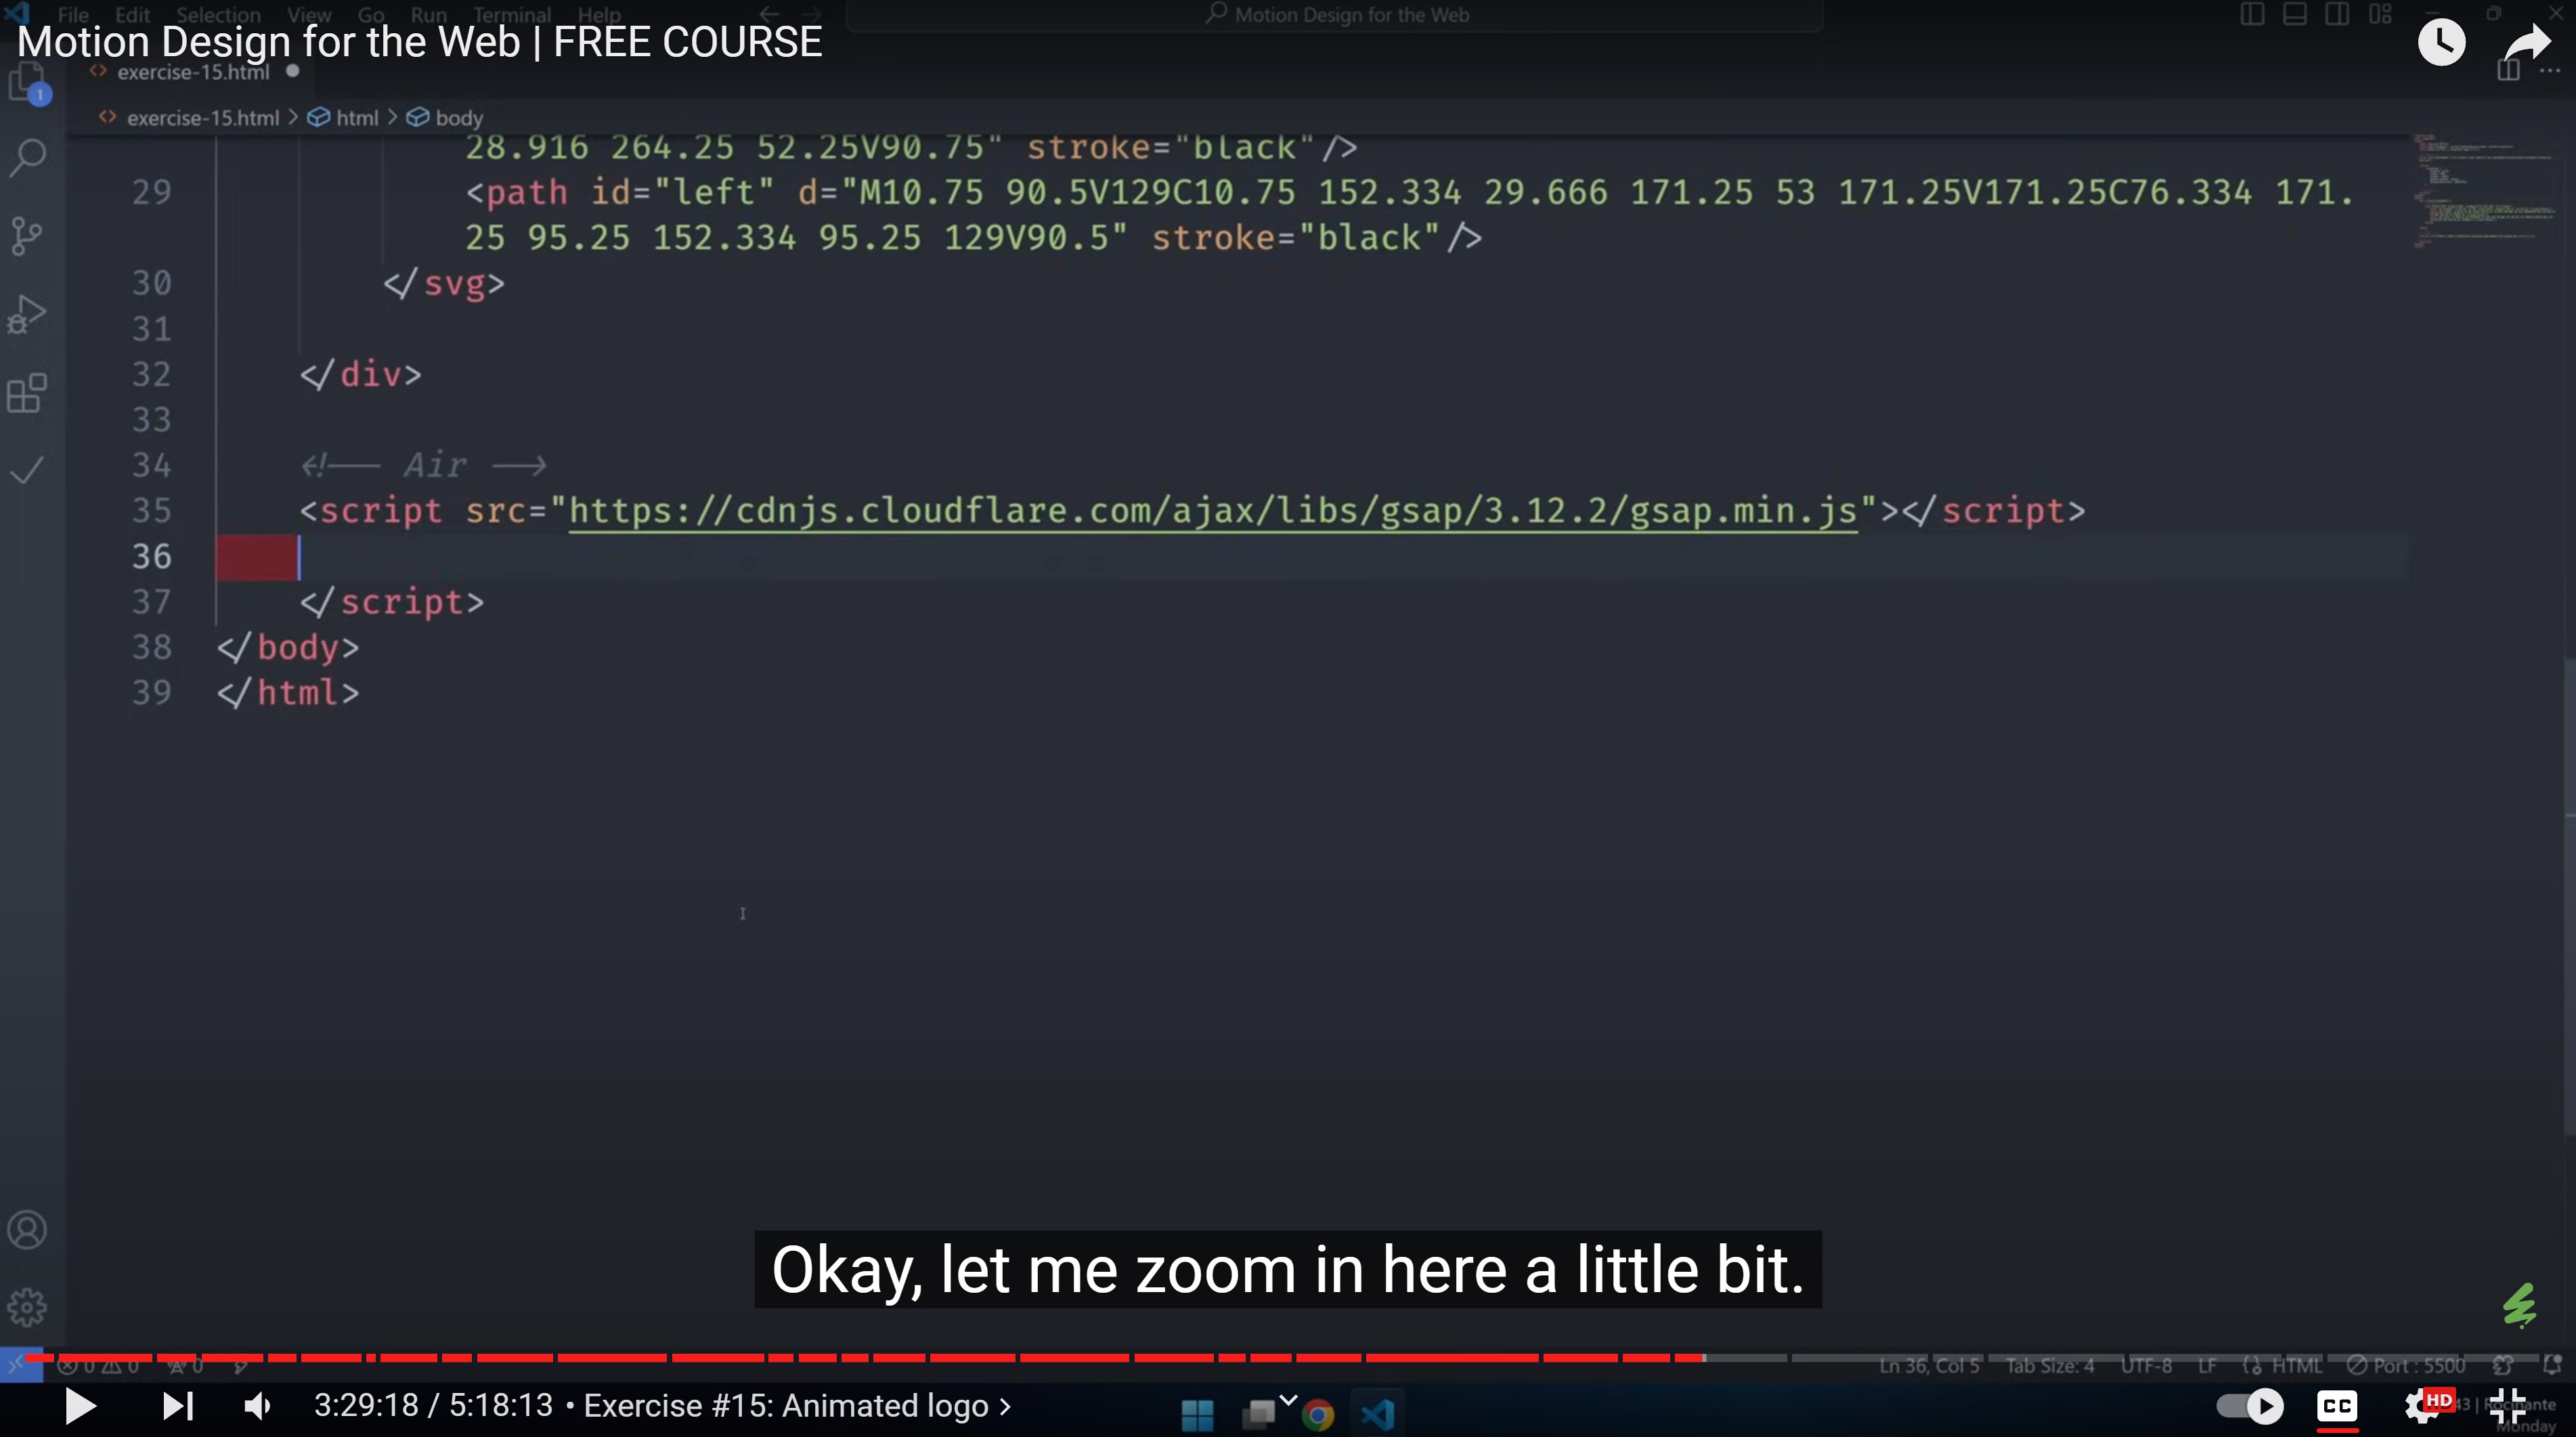 File Edit Selection View Go Run Terminal Help
Motion Design for the Web
Motion Design for the Web | FREE COURSE
exercise-15.html
1
exercise-15.html > html > body
28.916 264.25 52.25V90.75" stroke="black"/>
29 <path id="left" d="M10.75 90.5V129C10.75 152.334 29.666 171.25 53 171.25V171.25C76.334 171.
25 95.25 152.334 95.25 129V90.5" stroke="black"/>
30 </svg>
31
32 </div>
33
34 <!-- Air -->
35 <script src="https://cdnjs.cloudflare.com/ajax/libs/gsap/3.12.2/gsap.min.js"></script>
36
37 </script>
38 </body>
39 </html>
Okay, let me zoom in here a little bit.
0 0 0
Ln 36, Col 5 Tab Size: 4 UTF-8 LF HTML Port : 5500
3:29:18 / 5:18:13 • Exercise #15: Animated logo >
CC
HD
43 | Rocinante
Monday